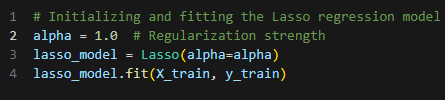 1 # Initializing and fitting the Lasso regression model
2 alpha = 1.0  # Regularization strength
3 lasso_model = Lasso(alpha=alpha)
4 lasso_model.fit(X_train, y_train)